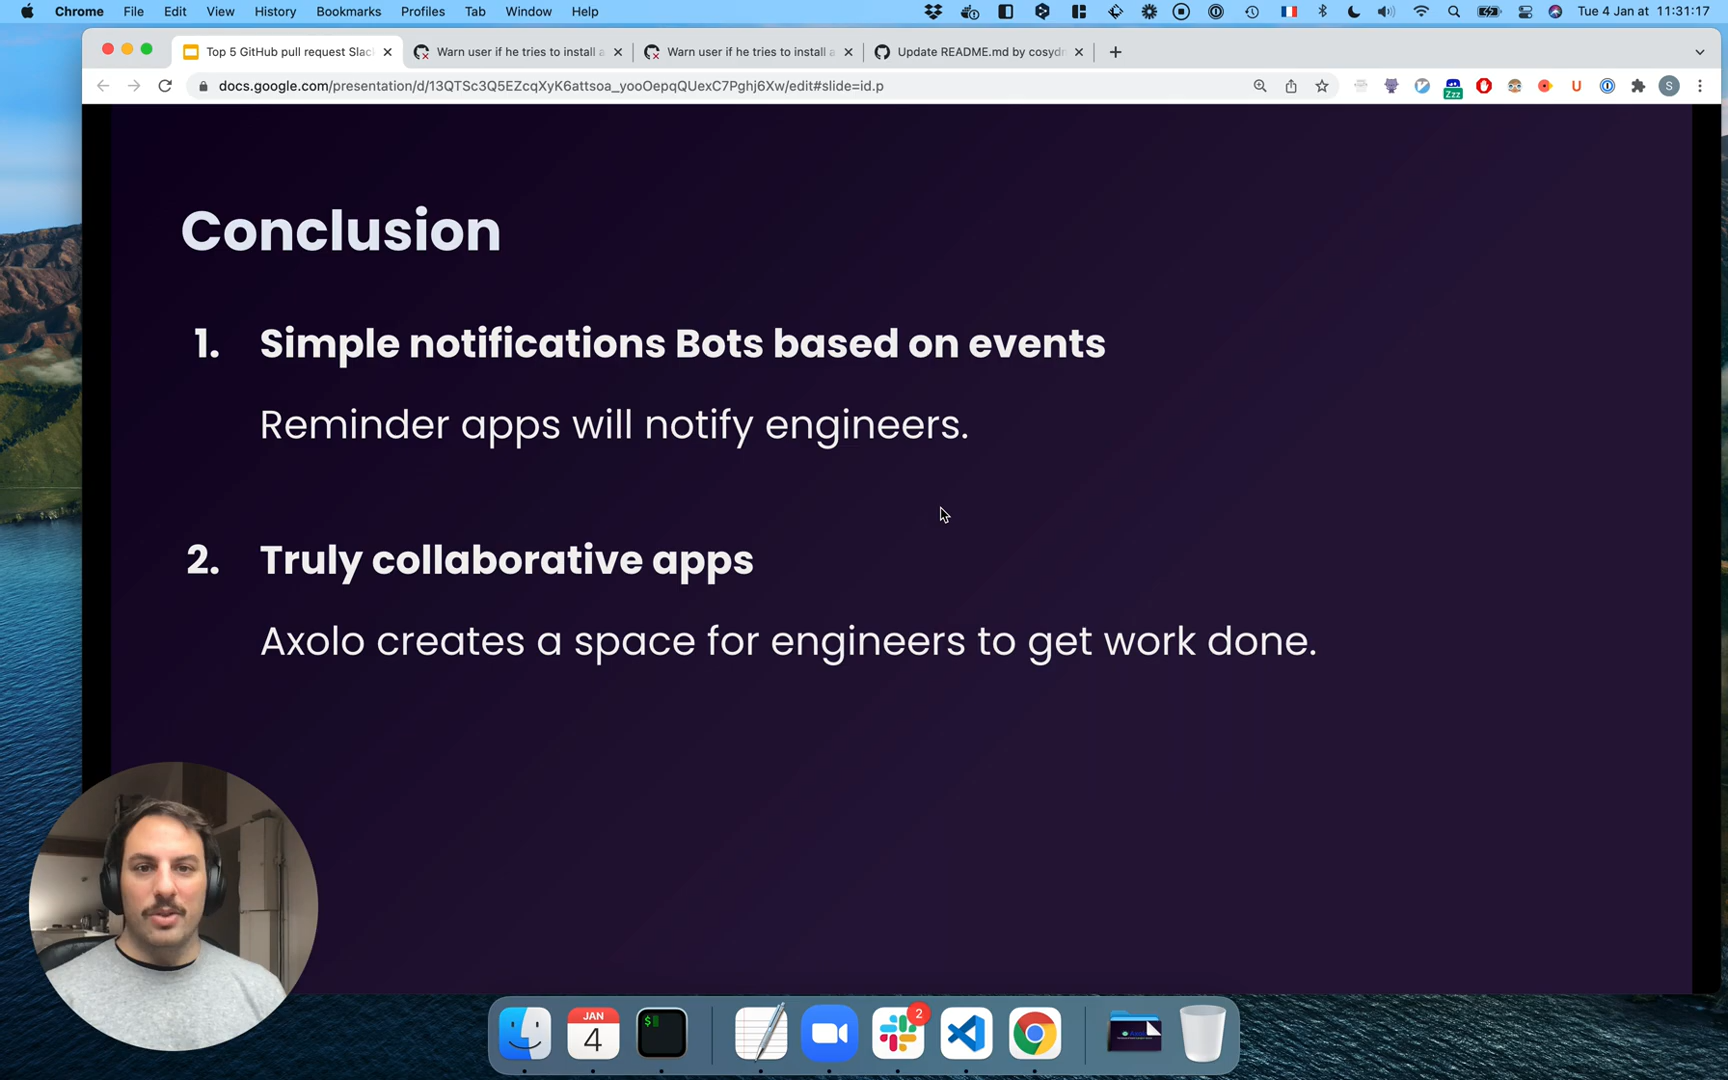 Chrome File Edit View History Bookmarks Profiles Tab Window Help Tue 4 Jan at 11:31:17
Top 5 GitHub pull request Slac Warn user if he tries to install a Warn user if he tries to install a Update README.md by cosydn
docs.google.com/presentation/d/13QTSc3Q5EZcqXyK6attsoa_yooOepqQUexC7Pghj6Xw/edit#slide=id.p
Zzz
U
S
Conclusion
1. Simple notifications Bots based on events
Reminder apps will notify engineers.
2. Truly collaborative apps
Axolo creates a space for engineers to get work done.
JAN
4
$
2